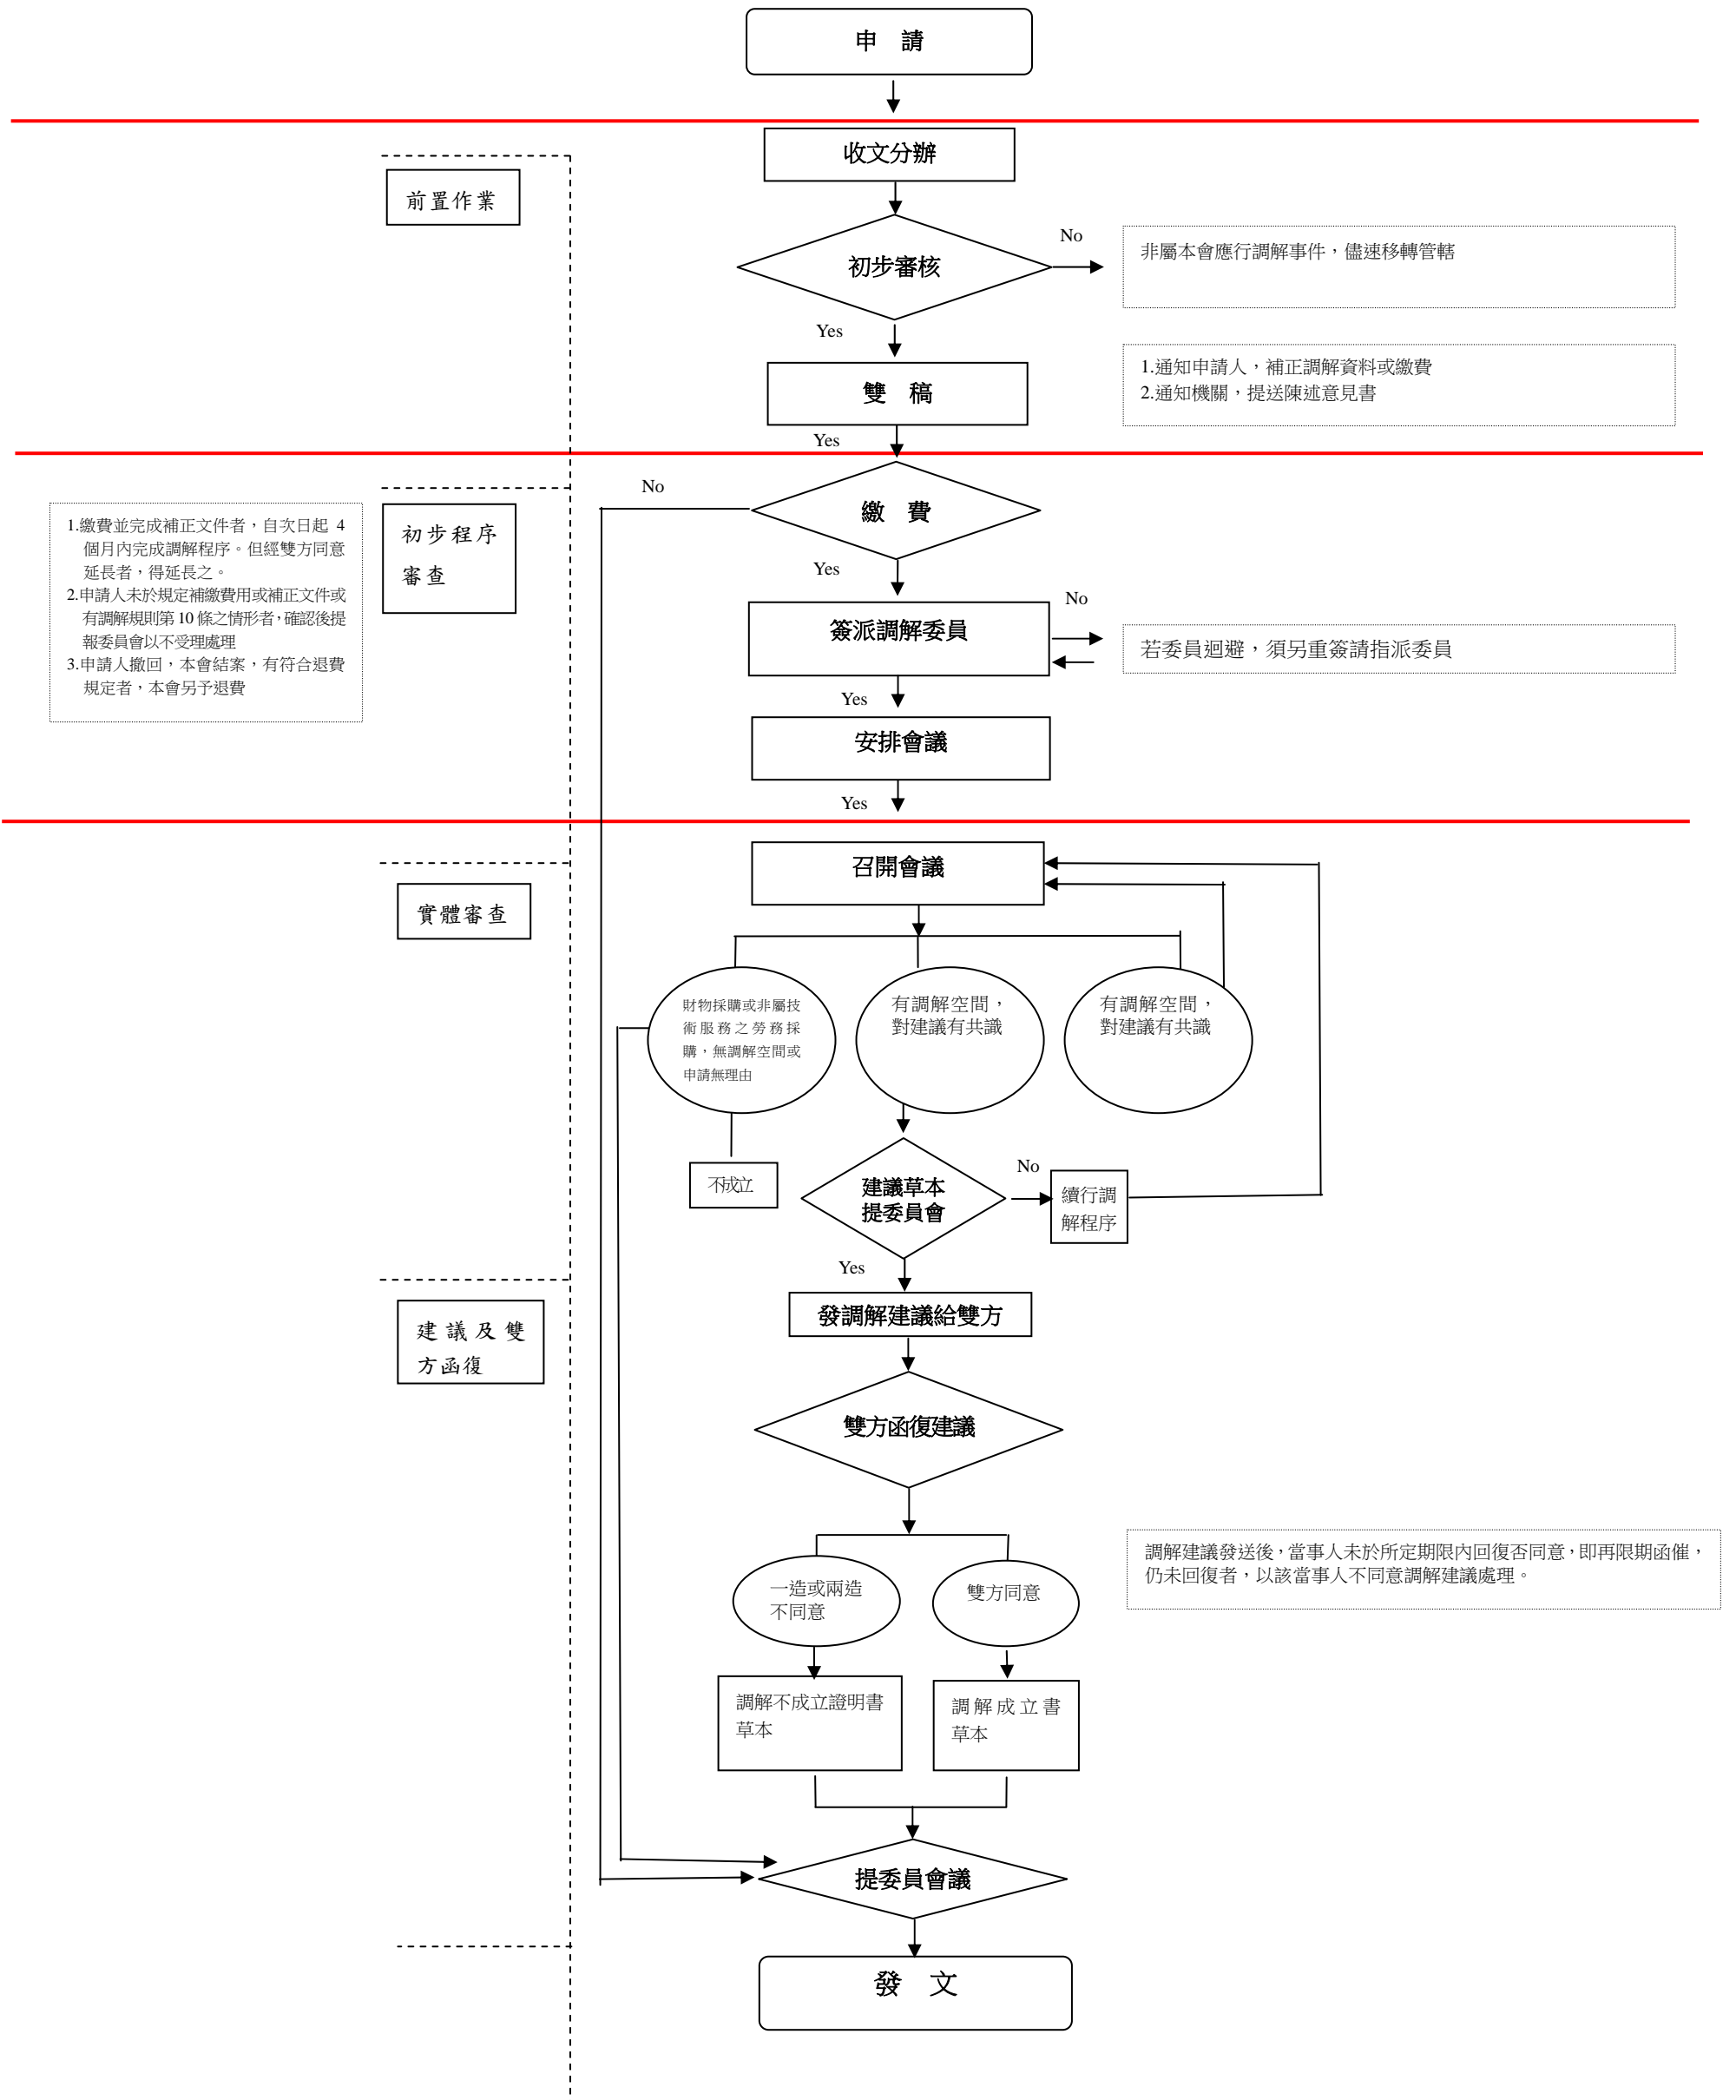 申 請
收文分辦
前置作業
初步審核
No
非屬本會應行調解事件，儘速移轉管轄
Yes
雙 稿
1.通知申請人，補正調解資料或繳費
2.通知機關，提送陳述意見書
Yes
繳 費
No
1.繳費並完成補正文件者，自次日起 4
個月內完成調解程序。但經雙方同意
延長者，得延長之。
2.申請人未於規定補繳費用或補正文件或
有調解規則第 10 條之情形者，確認後提
報委員會以不受理處理
3.申請人撤回，本會結案，有符合退費
規定者，本會另予退費
初步程序
審查
Yes
簽派調解委員
No
若委員迴避，須另重簽請指派委員
Yes
安排會議
Yes
召開會議
實體審查
財物採購或非屬技
術服務之勞務採
購，無調解空間或
申請無理由
有調解空間，
對建議有共識
有調解空間，
對建議有共識
不成立
建議草本
提委員會
No
續行調
解程序
Yes
發調解建議給雙方
建議及雙
方函復
雙方函復建議
一造或兩造
不同意
雙方同意
調解建議發送後，當事人未於所定期限內回復否同意，即再限期函催，
仍未回復者，以該當事人不同意調解建議處理。
調解不成立證明書
草本
調解成立書
草本
提委員會議
發 文